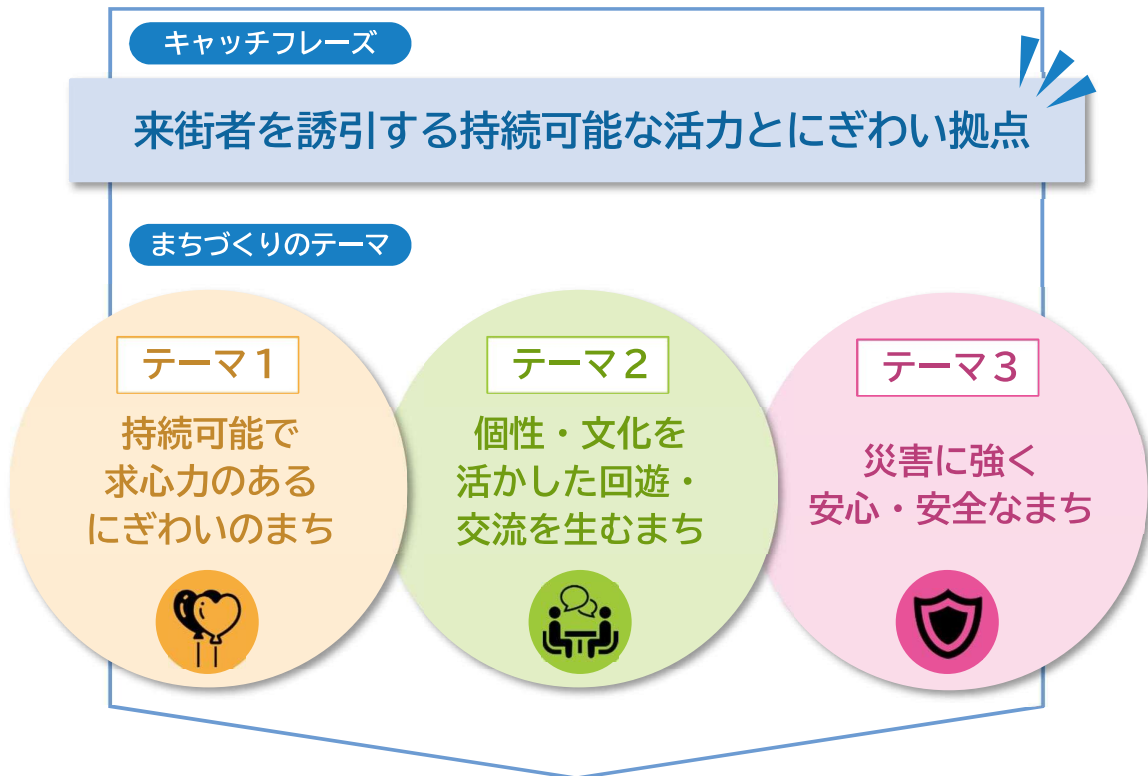 キャッチフレーズ
来街者を誘引する持続可能な活力とにぎわい拠点
まちづくりのテーマ
テーマ1
持続可能で
求心力のある
にぎわいのまち
テーマ2
個性・文化を
活かした回遊・
交流を生むまち
テーマ3
災害に強く
安心・安全なまち